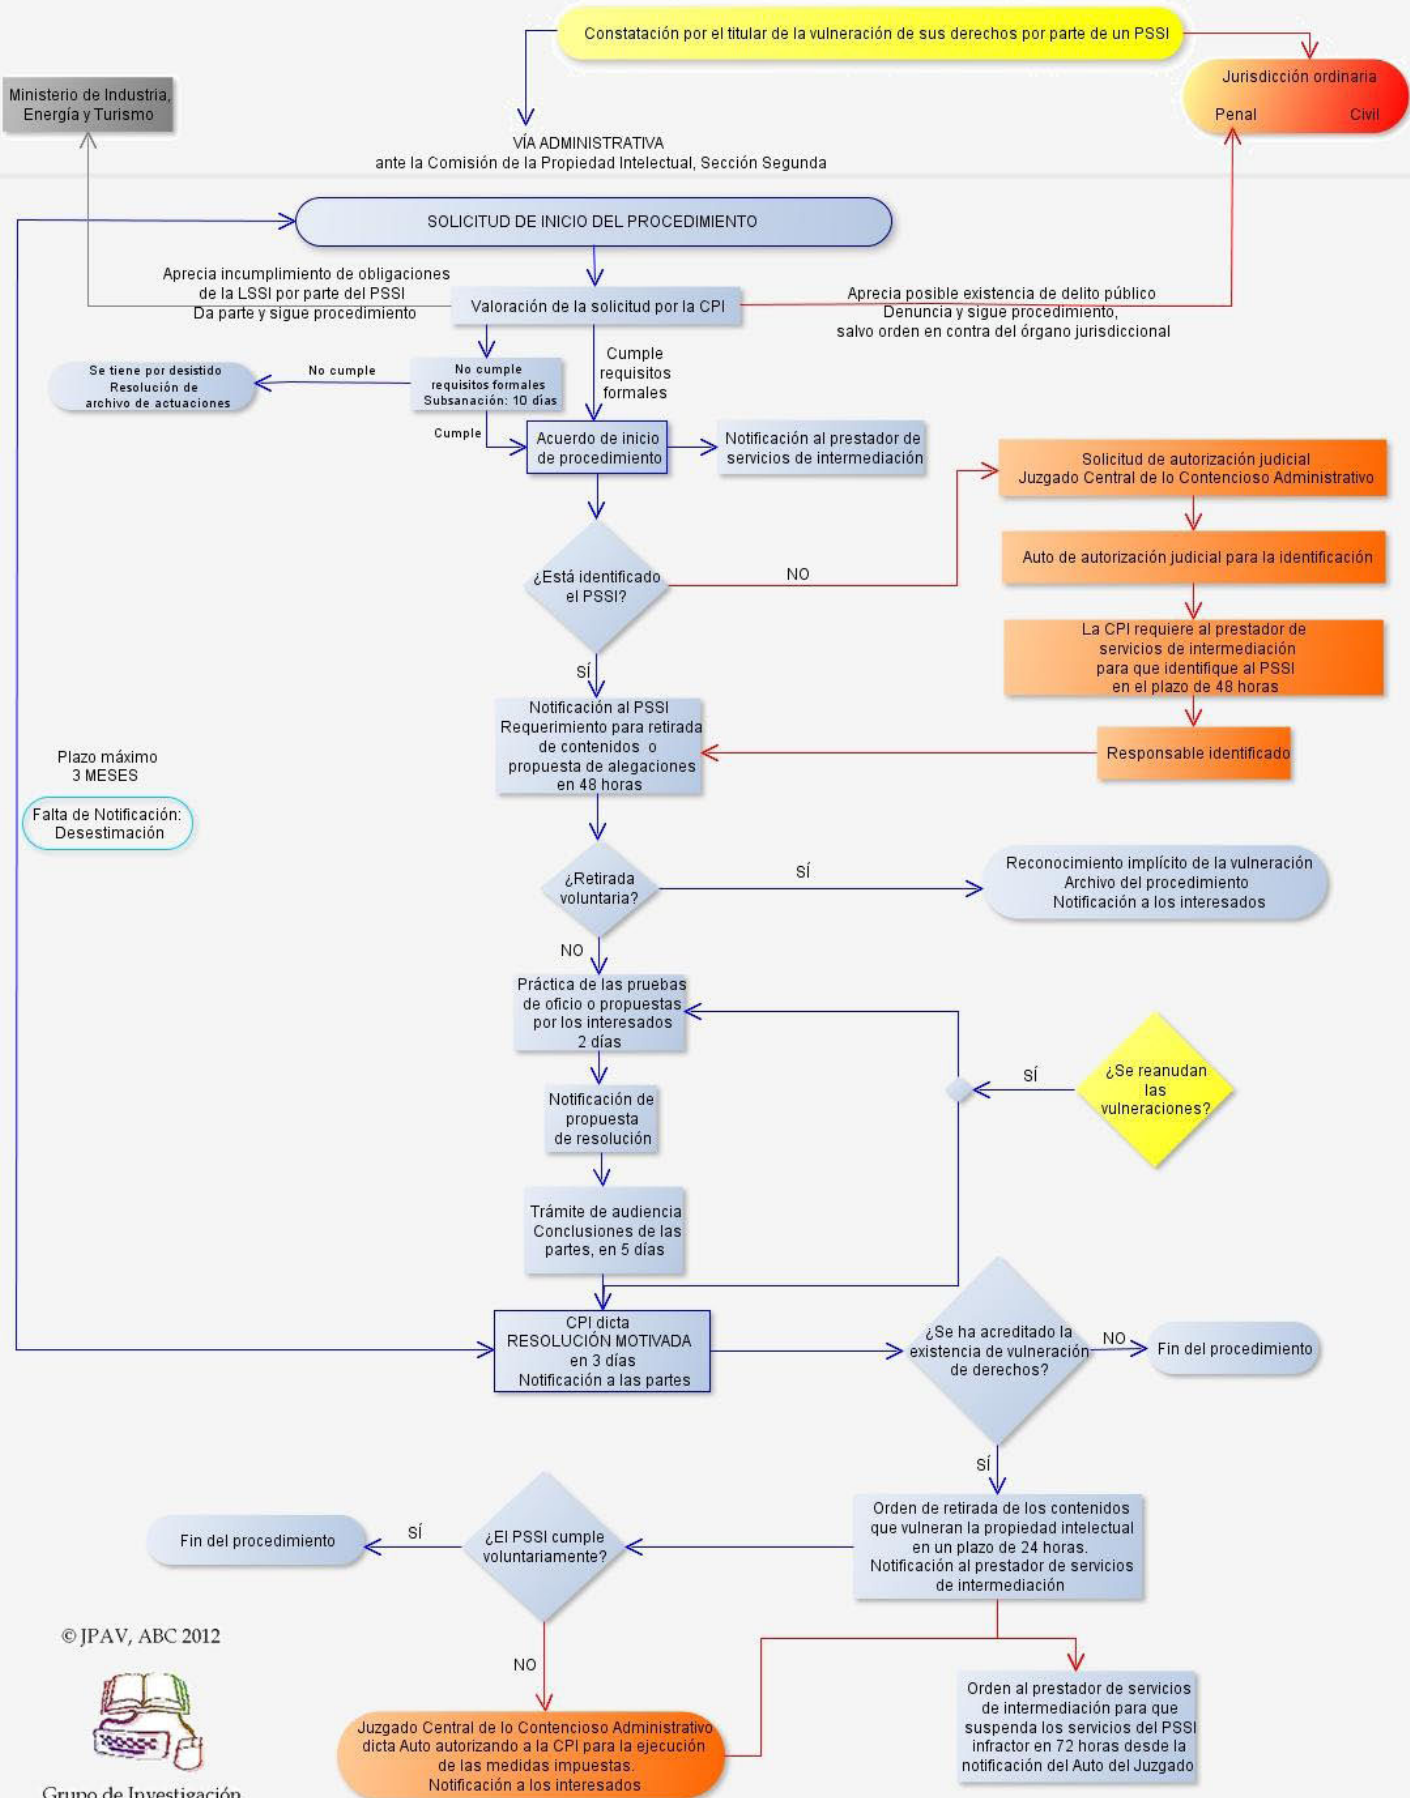 Constatación por el titular de la vulneración de sus derechos por parte de un PSSI
Jurisdicción ordinaria
Penal Civil
Ministerio de Industria,
Energía y Turismo
VÍA ADMINISTRATIVA
ante la Comisión de la Propiedad Intelectual, Sección Segunda
SOLICITUD DE INICIO DEL PROCEDIMIENTO
Aprecia incumplimiento de obligaciones
de la LSSI por parte del PSSI
Da parte y sigue procedimiento
Valoración de la solicitud por la CPI
Aprecia posible existencia de delito público
Denuncia y sigue procedimiento,
salvo orden en contra del órgano jurisdiccional
Se tiene por desistido
Resolución de
archivo de actuaciones
No cumple
No cumple
requisitos formales
Subsanación: 10 días
Cumple
requisitos
formales
Cumple
Acuerdo de inicio
de procedimiento
Notificación al prestador de
servicios de intermediación
Solicitud de autorización judicial
Juzgado Central de lo Contencioso Administrativo
Auto de autorización judicial para la identificación
¿Está identificado
el PSSI?
NO
La CPI requiere al prestador de
servicios de intermediación
para que identifique al PSSI
en el plazo de 48 horas
SÍ
Notificación al PSSI
Requerimiento para retirada
de contenidos o
propuesta de alegaciones
en 48 horas
Responsable identificado
Plazo máximo
3 MESES
Falta de Notificación:
Desestimación
¿Retirada
voluntaria?
SÍ
Reconocimiento implícito de la vulneración
Archivo del procedimiento
Notificación a los interesados
NO
Práctica de las pruebas
de oficio o propuestas
por los interesados
2 días
SÍ
¿Se reanudan
las
vulneraciones?
Notificación de
propuesta
de resolución
Trámite de audiencia
Conclusiones de las
partes, en 5 días
CPI dicta
RESOLUCIÓN MOTIVADA
en 3 días
Notificación a las partes
¿Se ha acreditado la
existencia de vulneración
de derechos?
NO
Fin del procedimiento
SÍ
Orden de retirada de los contenidos
que vulneran la propiedad intelectual
en un plazo de 24 horas.
Notificación al prestador de servicios
de intermediación
¿El PSSI cumple
voluntariamente?
SÍ
Fin del procedimiento
NO
© JPAV, ABC 2012
Juzgado Central de lo Contencioso Administrativo
dicta Auto autorizando a la CPI para la ejecución
de las medidas impuestas.
Notificación a los interesados
Orden al prestador de servicios
de intermediación para que
suspenda los servicios del PSSI
infractor en 72 horas desde la
notificación del Auto del Juzgado
Grupo de Investigación